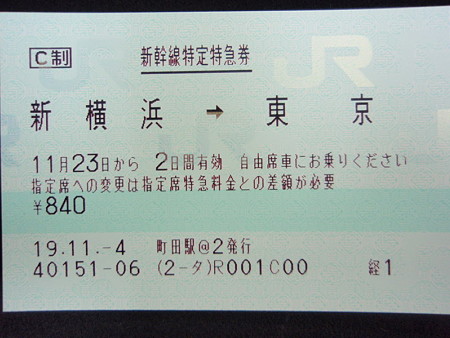 C制 新幹線特定特急券
JR
新横浜 → 東京
11月23日から 2日間有効 自由席車にお乗りください
指定席への変更は指定席特急料金との差額が必要
¥840
19.11.-4 町田駅@2発行
40151-06 (2-タ)R001C00 経1